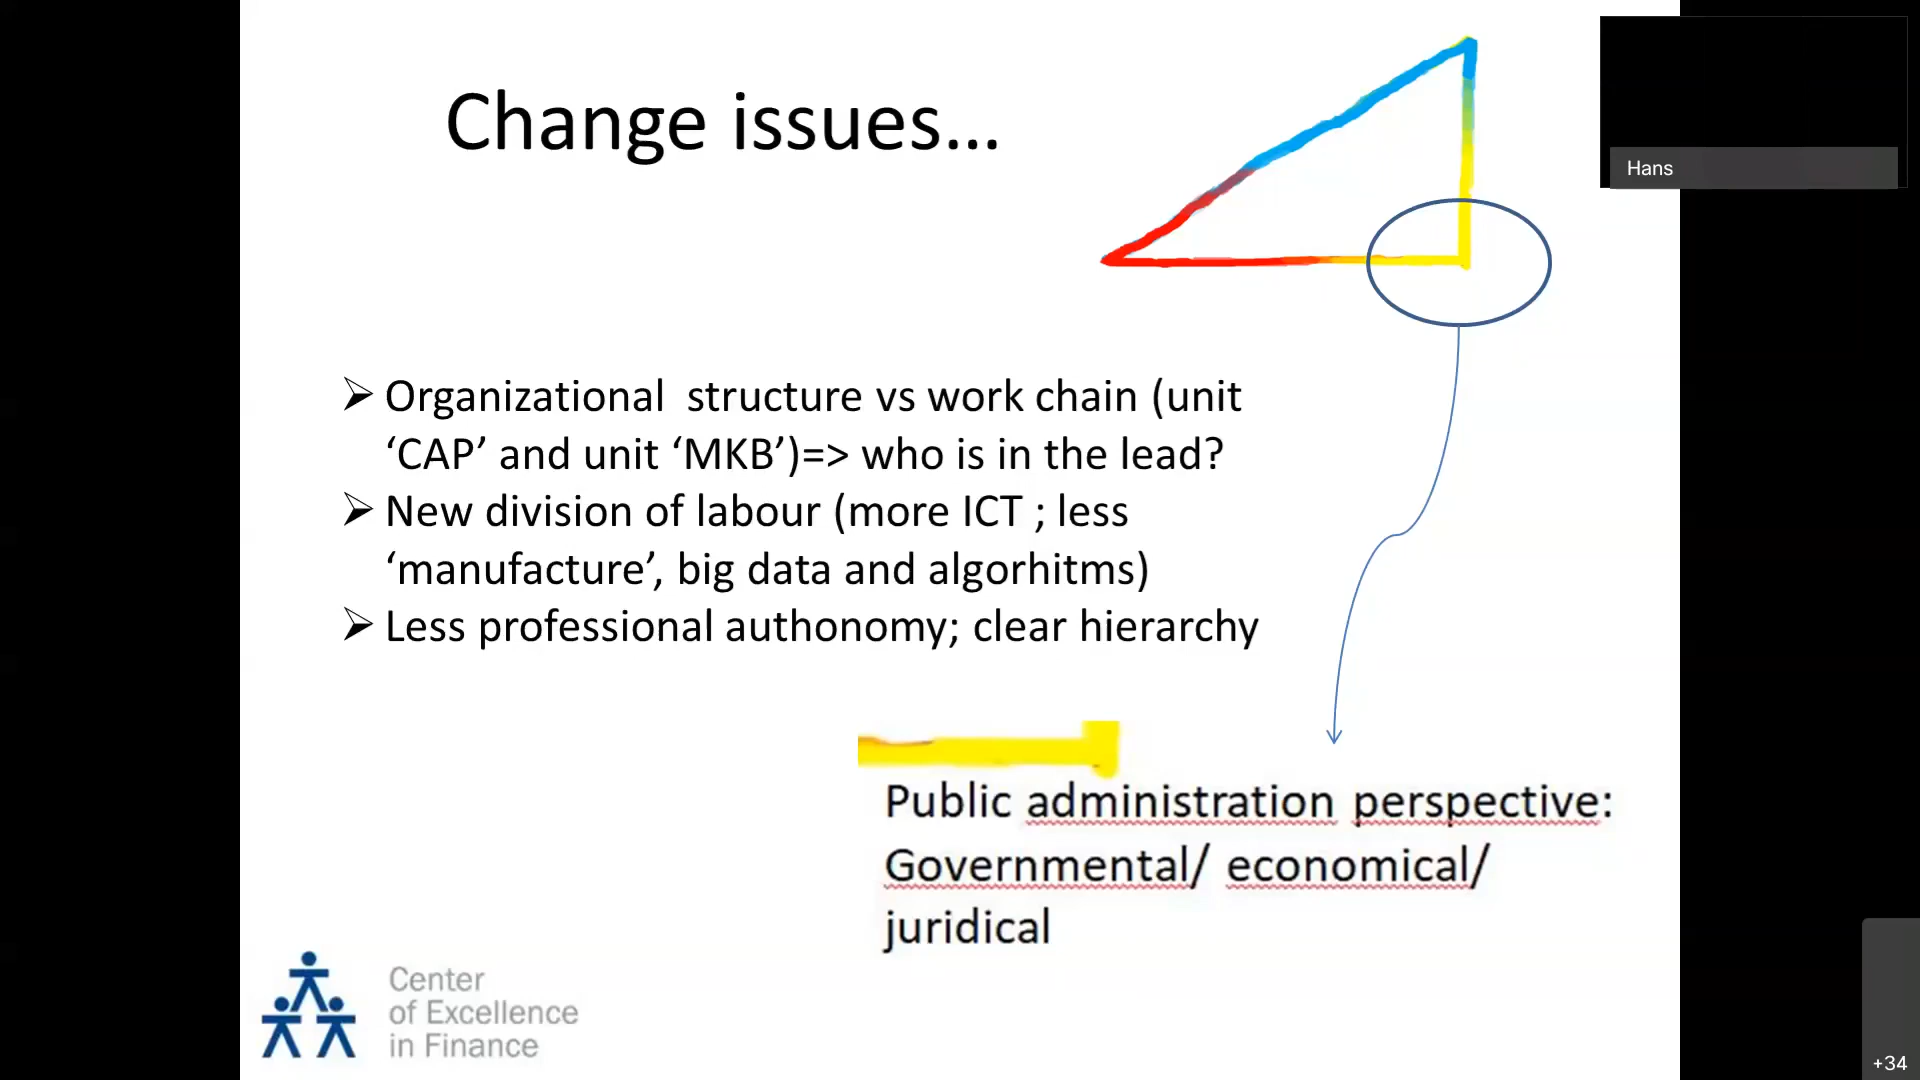 Change issues...
Hans
➢ Organizational  structure vs work chain (unit
‘CAP’ and unit ‘MKB’)=> who is in the lead?
➢ New division of labour (more ICT ; less
‘manufacture’, big data and algorhitms)
➢ Less professional authonomy; clear hierarchy
Public administration perspective:
Governmental/ economical/
juridical
Center
of Excellence
in Finance
+34